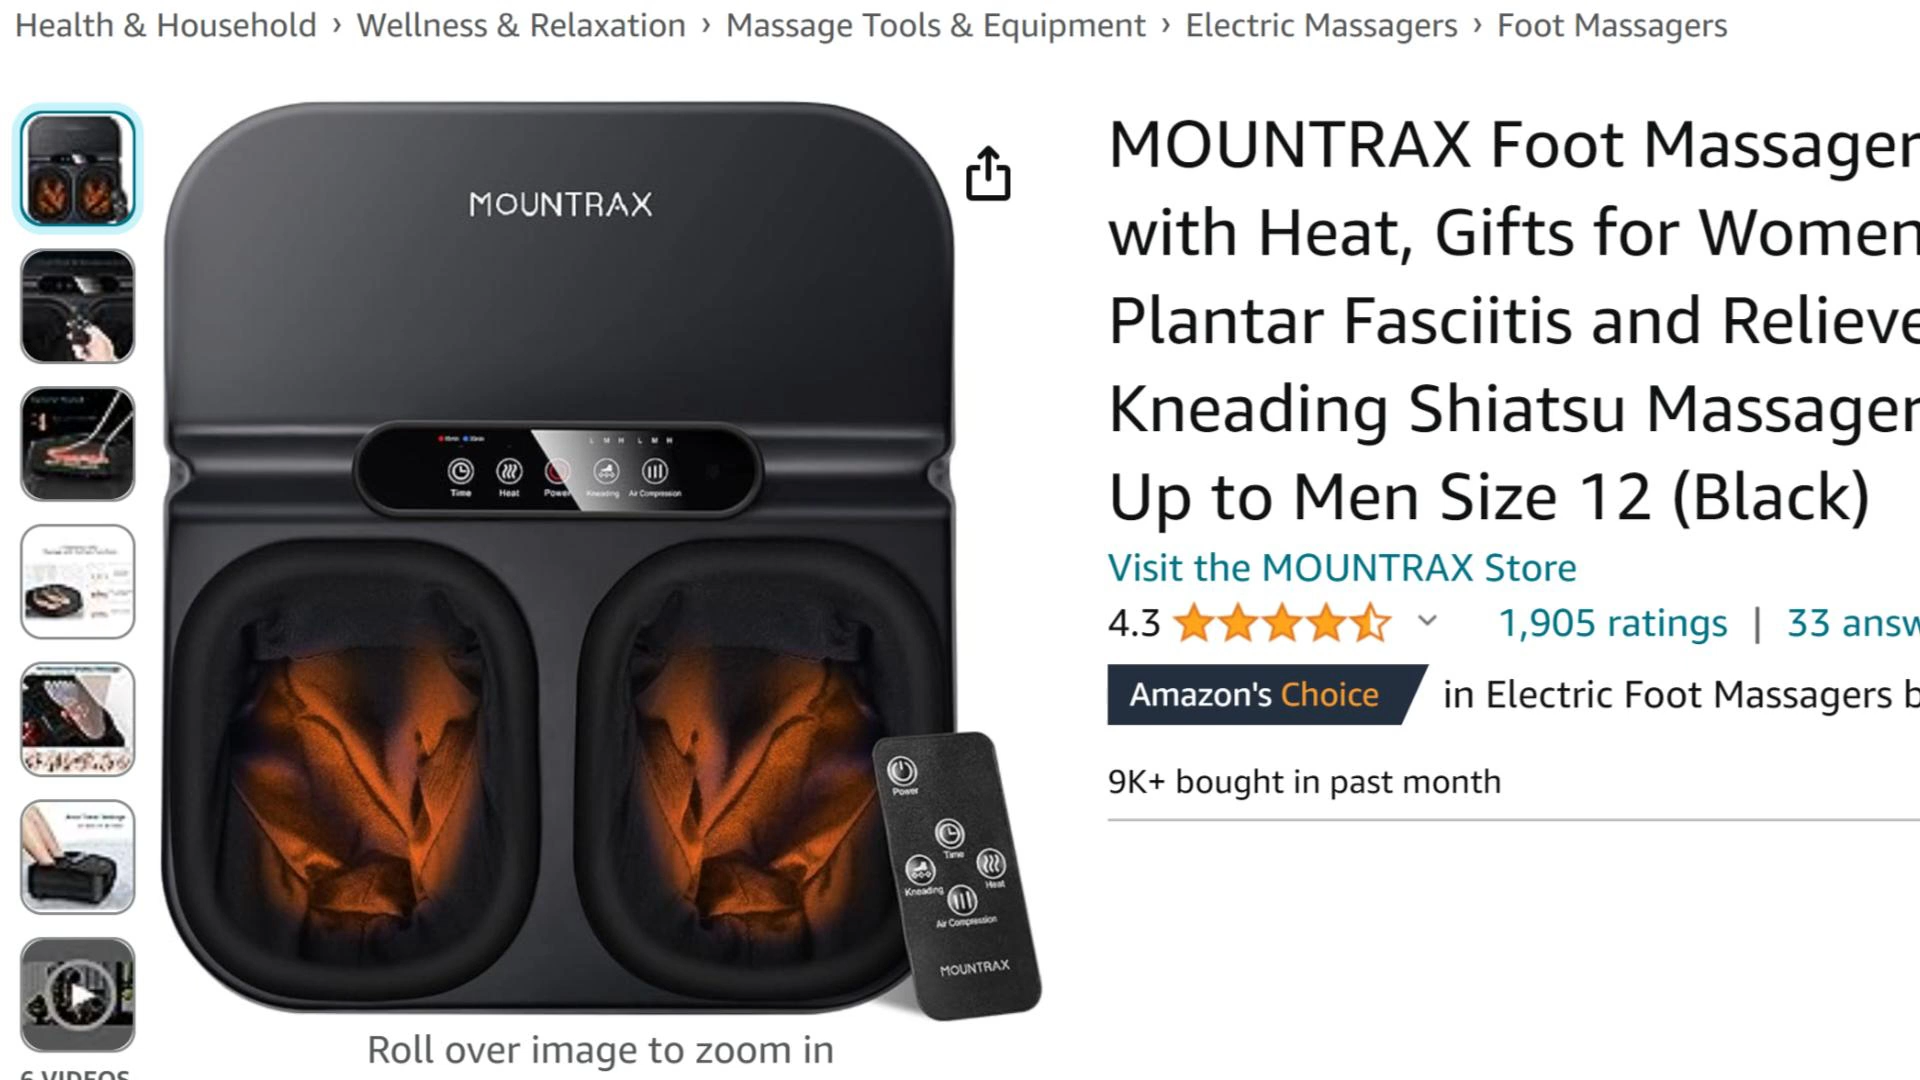 Health & Household › Wellness & Relaxation › Massage Tools & Equipment › Electric Massagers › Foot Massagers
MOUNTRAX
L M H L M H
Time Heat Power Kneading Air Compression
Power
Time
Kneading
Heat
Air Compression
MOUNTRAX
Roll over image to zoom in
6 VIDEOS
MOUNTRAX Foot Massager
with Heat, Gifts for Women
Plantar Fasciitis and Relieve
Kneading Shiatsu Massager
Up to Men Size 12 (Black)
Visit the MOUNTRAX Store
4.3 1,905 ratings | 33 answ
Amazon's Choice in Electric Foot Massagers b
9K+ bought in past month